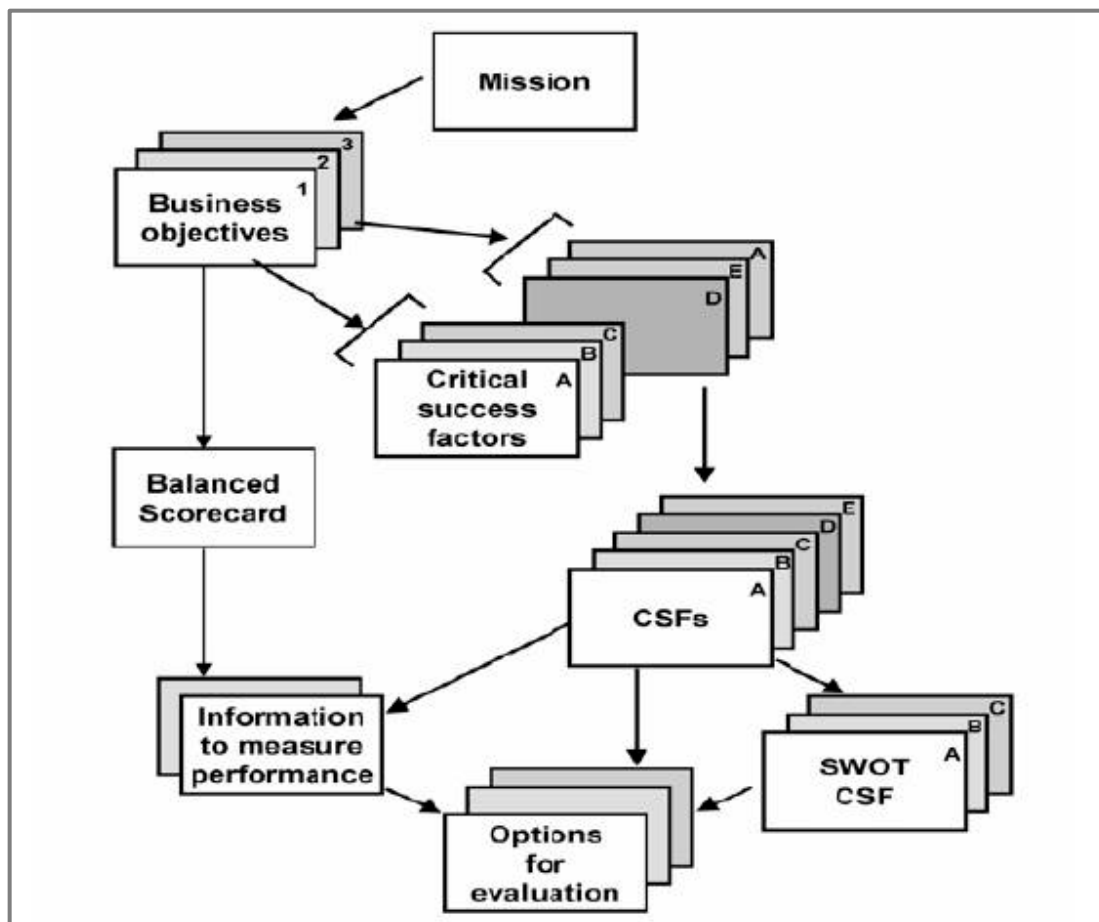 Mission
3
2
1
Business
objectives
A
E
D
C
B
A
Critical
success
factors
Balanced
Scorecard
E
D
C
B
A
CSFs
Information
to measure
performance
C
B
A
SWOT
CSF
Options
for
evaluation